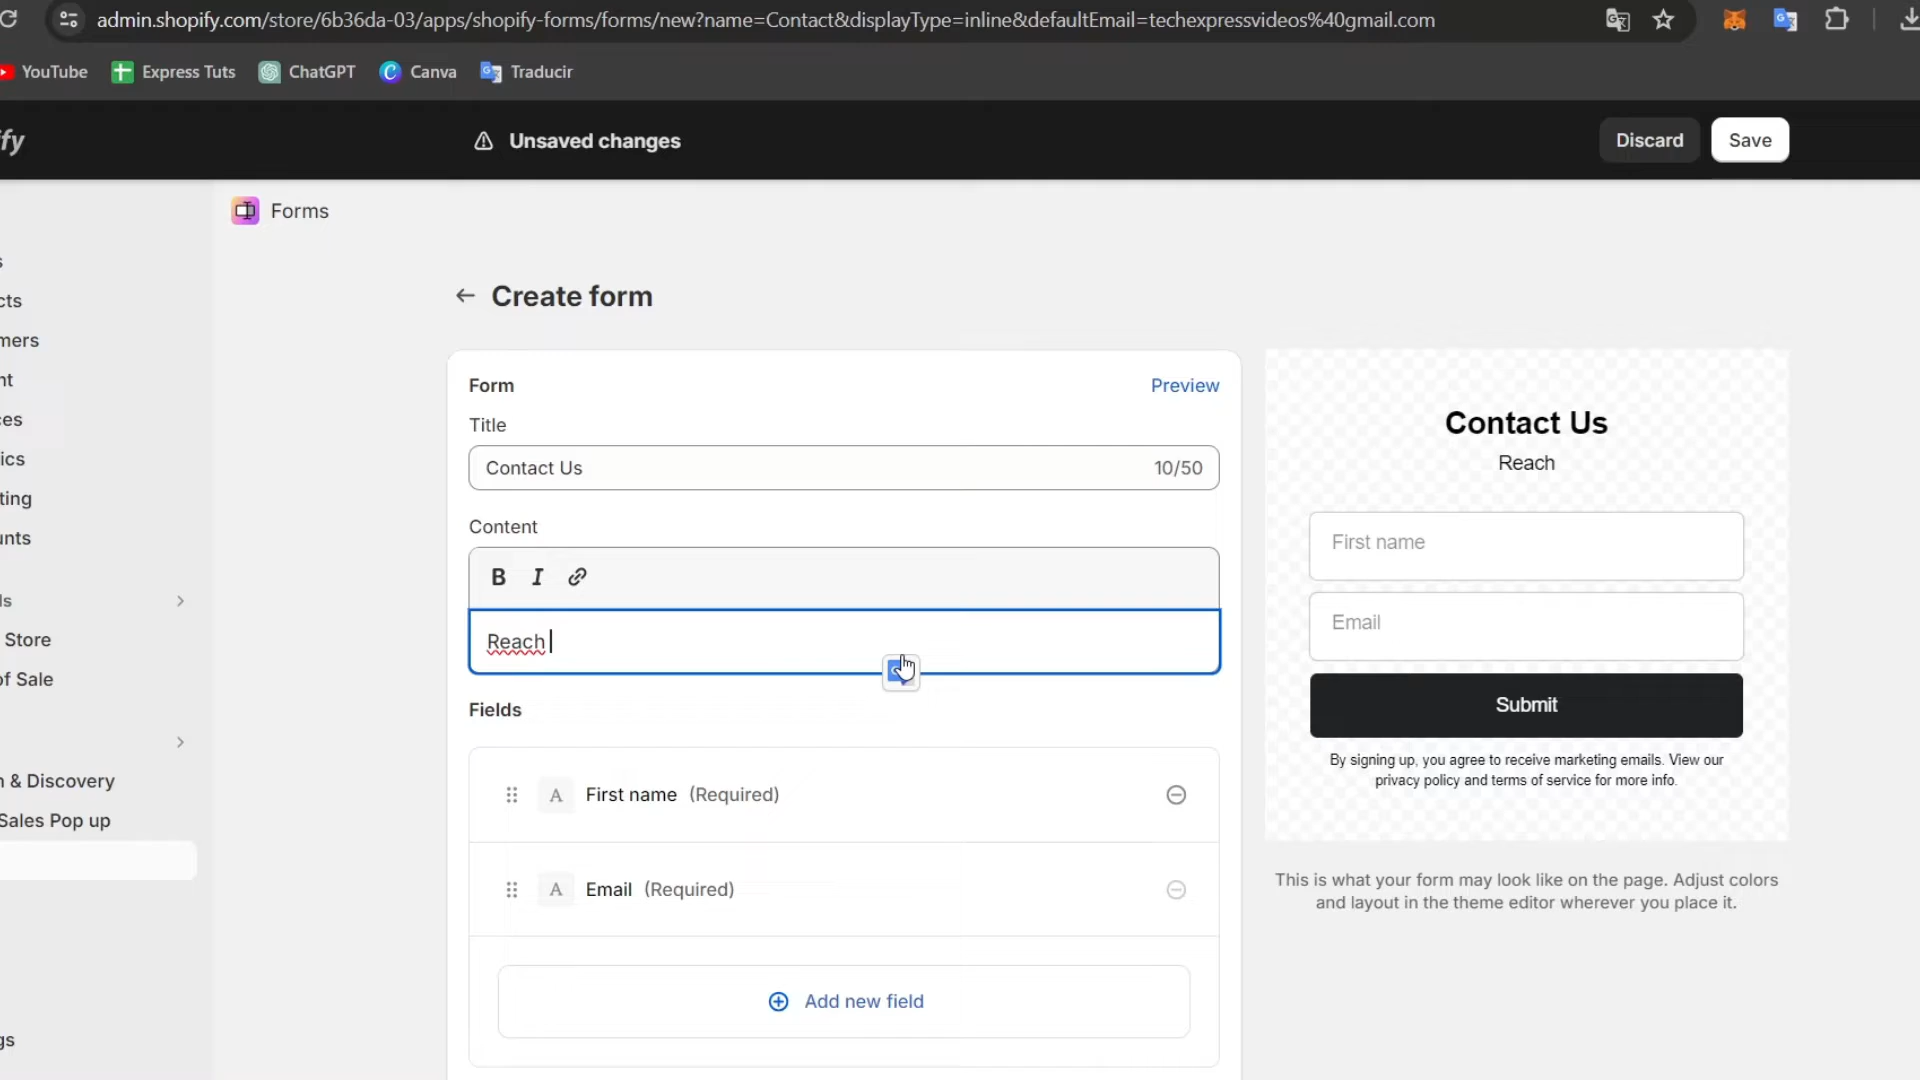 admin.shopify.com/store/6b36da-03/apps/shopify-forms/forms/new?name=Contact&displayType=inline&defaultEmail=techexpressvideos%40gmail.com
YouTube
Express Tuts
ChatGPT
Canva
Traducir
ify
Unsaved changes
Discard
Save
Forms
s
cts
mers
nt
ces
ics
ting
unts
ls
Store
of Sale
n & Discovery
Sales Pop up
gs
Create form
Form
Preview
Title
Contact Us
10/50
Content
B I
Reach
Fields
A First name (Required)
A Email (Required)
Add new field
Contact Us
Reach
First name
Email
Submit
By signing up, you agree to receive marketing emails. View our
privacy policy and terms of service for more info.
This is what your form may look like on the page. Adjust colors
and layout in the theme editor wherever you place it.